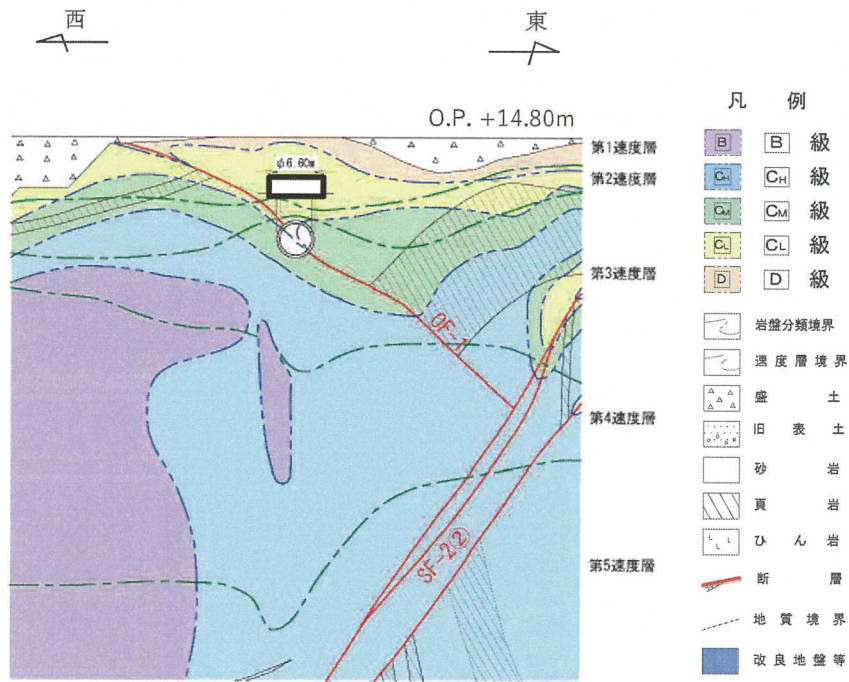 西
東
O.P. +14.80m
φ6.60m
OF-1
SF-2②
第1速度層
第2速度層
第3速度層
第4速度層
第5速度層
凡 例
B B 級
CH CH 級
CM CM 級
CL CL 級
D D 級
岩盤分類境界
速度層境界
盛 土
旧 表 土
砂 岩
頁 岩
ひ ん 岩
断 層
地 質 境 界
改良地盤等